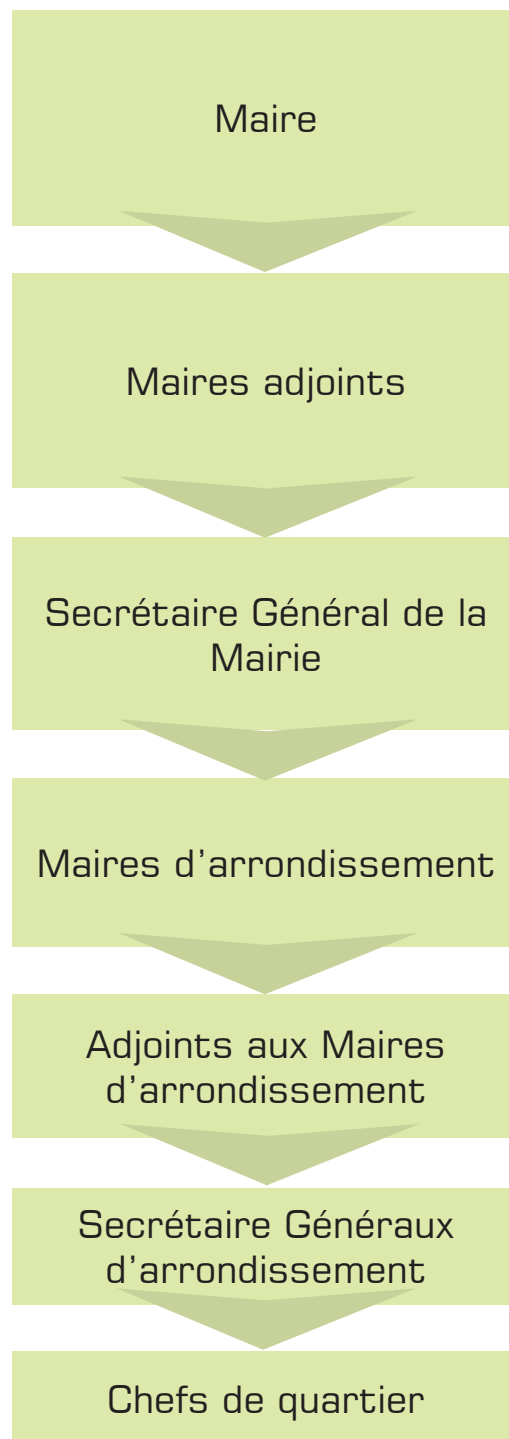 Maire
Maires adjoints
Secrétaire Général de la
Mairie
Maires d’arrondissement
Adjoints aux Maires
d’arrondissement
Secrétaire Généraux
d’arrondissement
Chefs de quartier